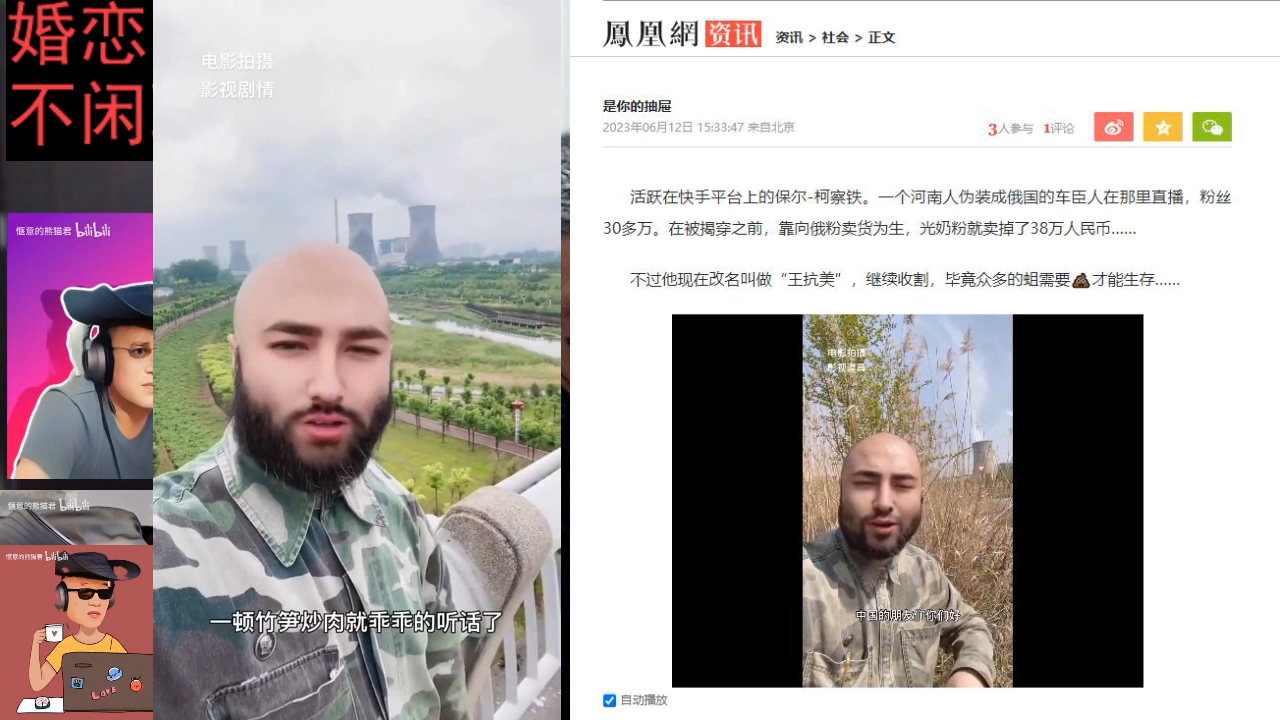 婚恋
不闲
惬意的熊猫君 bilibili
惬意的熊猫君 bilibili
惬意的熊猫君 bilibili
LOVE
电影拍摄
影视剧情
一顿竹笋炒肉就乖乖的听话了
鳳凰網 资讯 资讯 > 社会 > 正文
是你的抽屉
2023年06月12日 15:33:47 来自北京
3人参与 1评论
活跃在快手平台上的保尔-柯察铁。一个河南人伪装成俄国的车臣人在那里直播，粉丝
30多万。在被揭穿之前，靠向俄粉卖货为生，光奶粉就卖掉了38万人民币......
不过他现在改名叫做“王抗美”，继续收割，毕竟众多的蛆需要💩才能生存......
电影拍摄
中国的朋友们你们好
自动播放